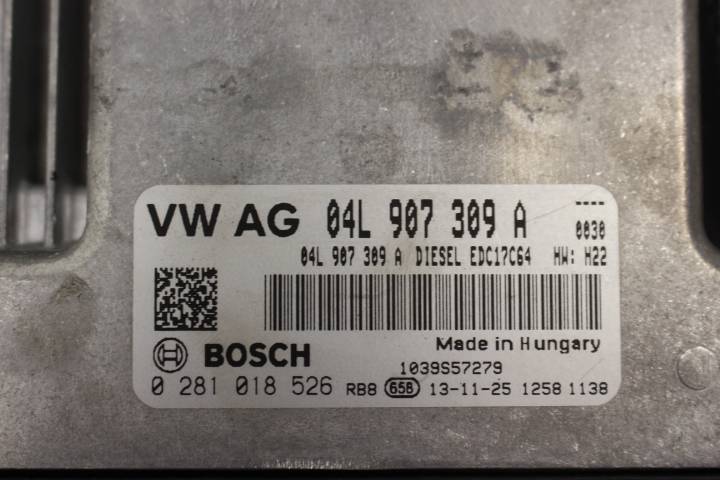 VW AG 04L 907 309 A ----
0030
04L 907 309 A DIESEL EDC17C64 HW: H22
Made in Hungary
BOSCH 1039S57279
0 281 018 526 RB8 65B 13-11-25 1258 1138